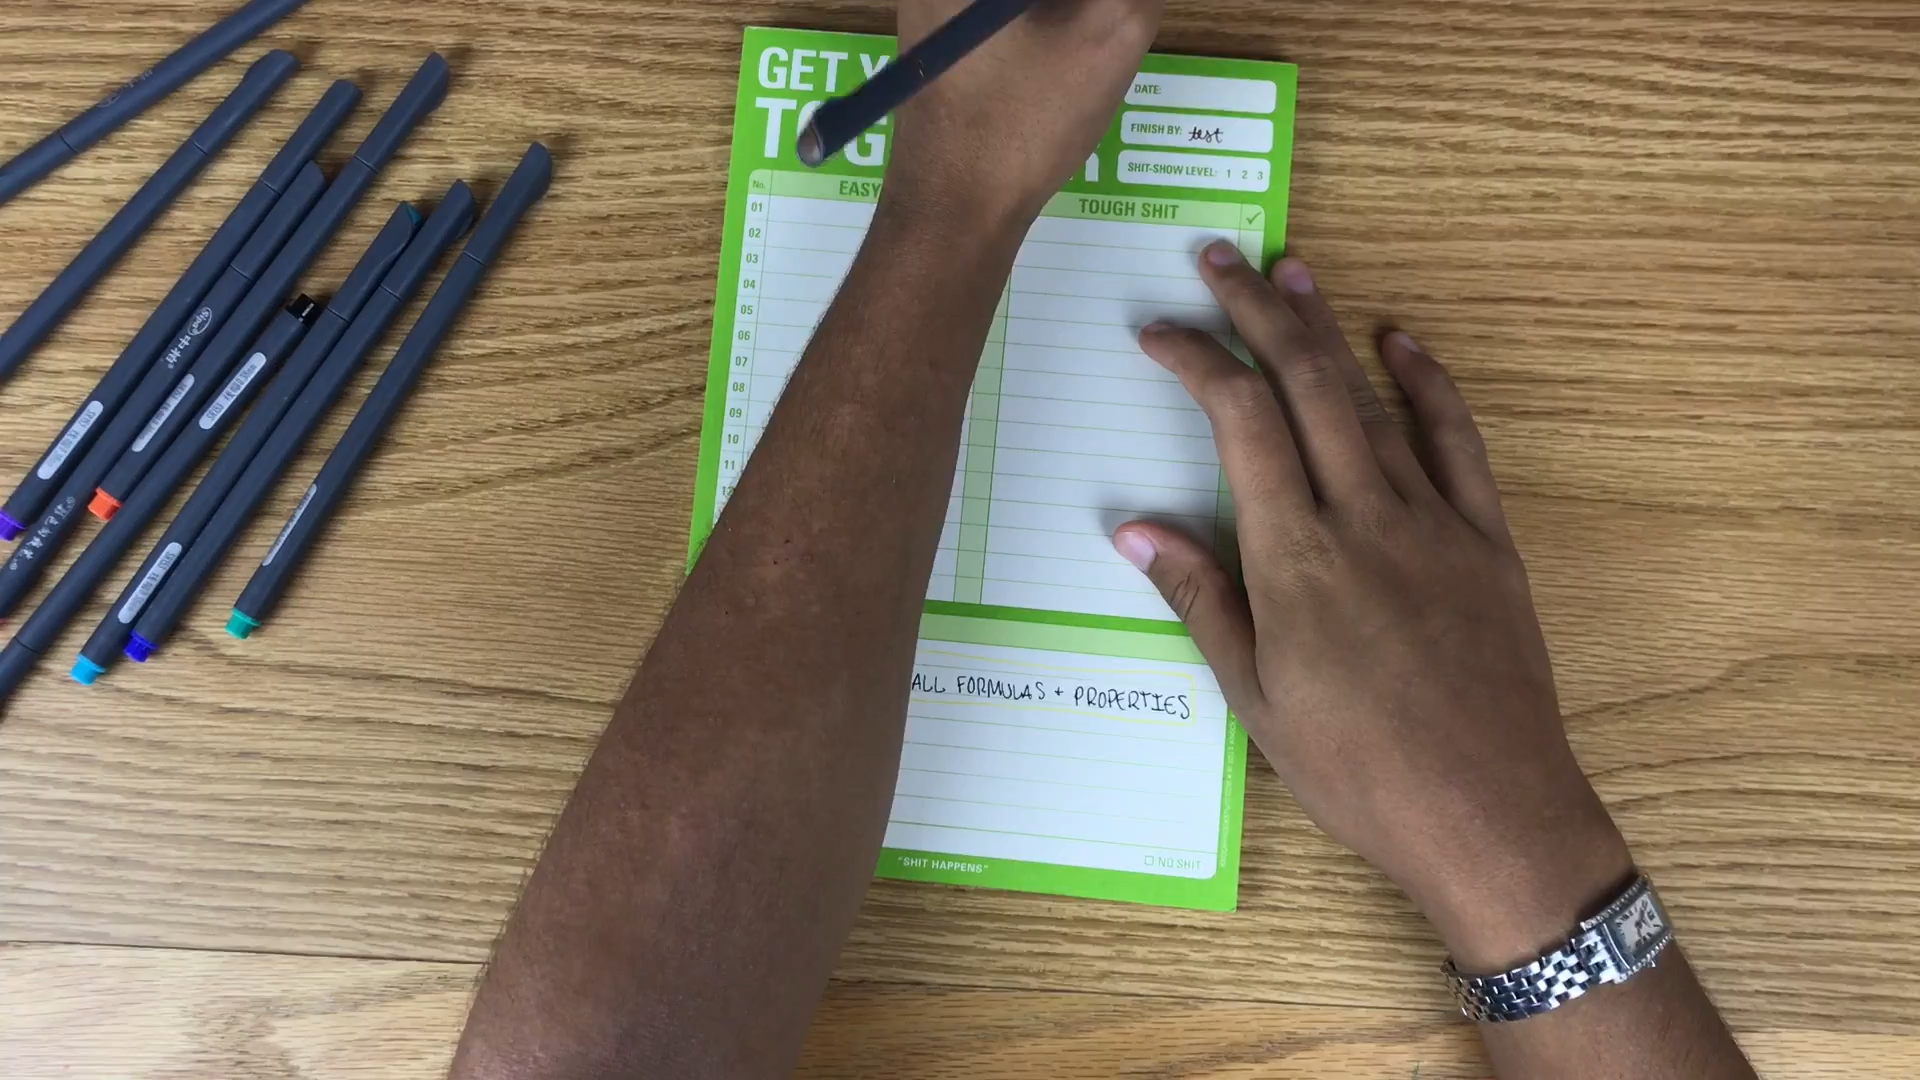 GET Y
TOG
DATE:
FINISH BY: test
SHIT-SHOW LEVEL: 1 2 3
No. EASY
TOUGH SHIT ✓
01
02
03
04
05
06
07
08
09
10
11
ALL FORMULAS + PROPERTIES
"SHIT HAPPENS"
☐ NO SHIT